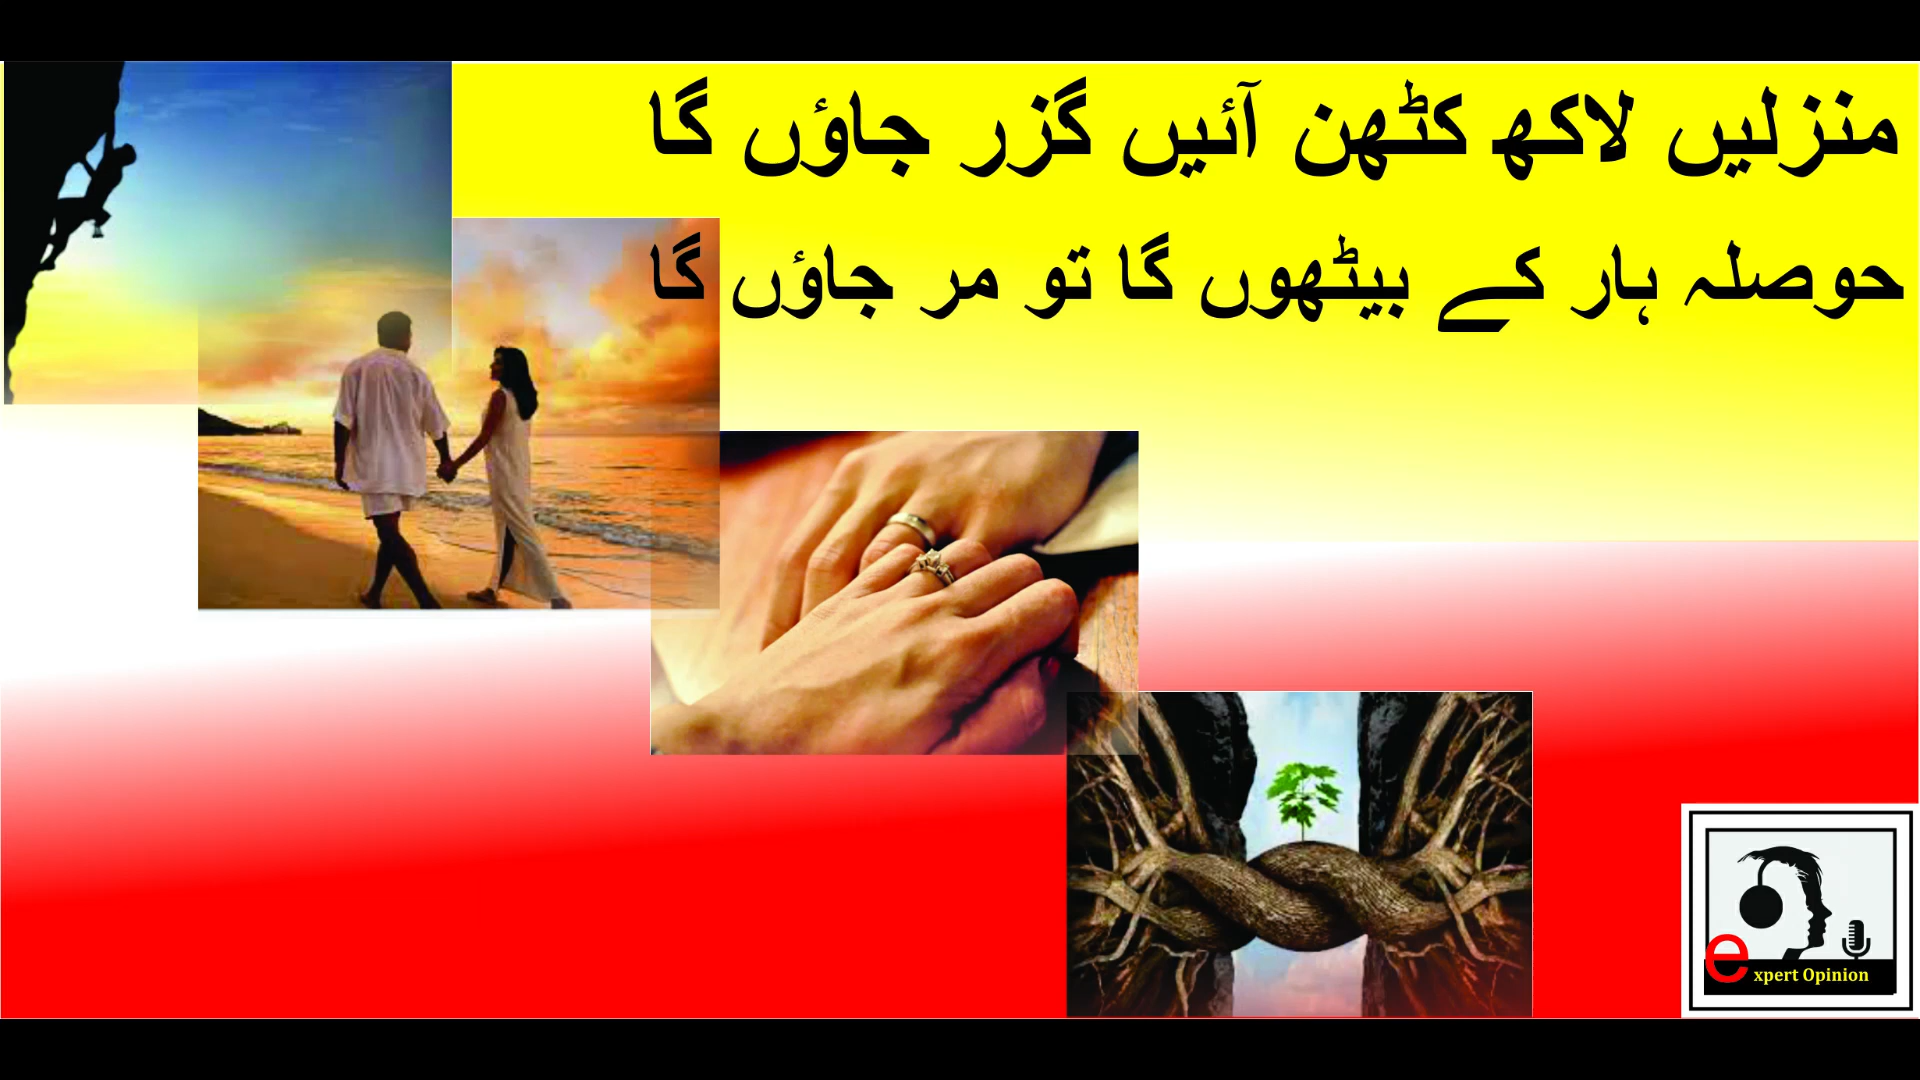 منزلیں لاکھ کٹھن آئیں گزر جاؤں گا
حوصلہ ہار کے بیٹھوں گا تو مر جاؤں گا
expert Opinion